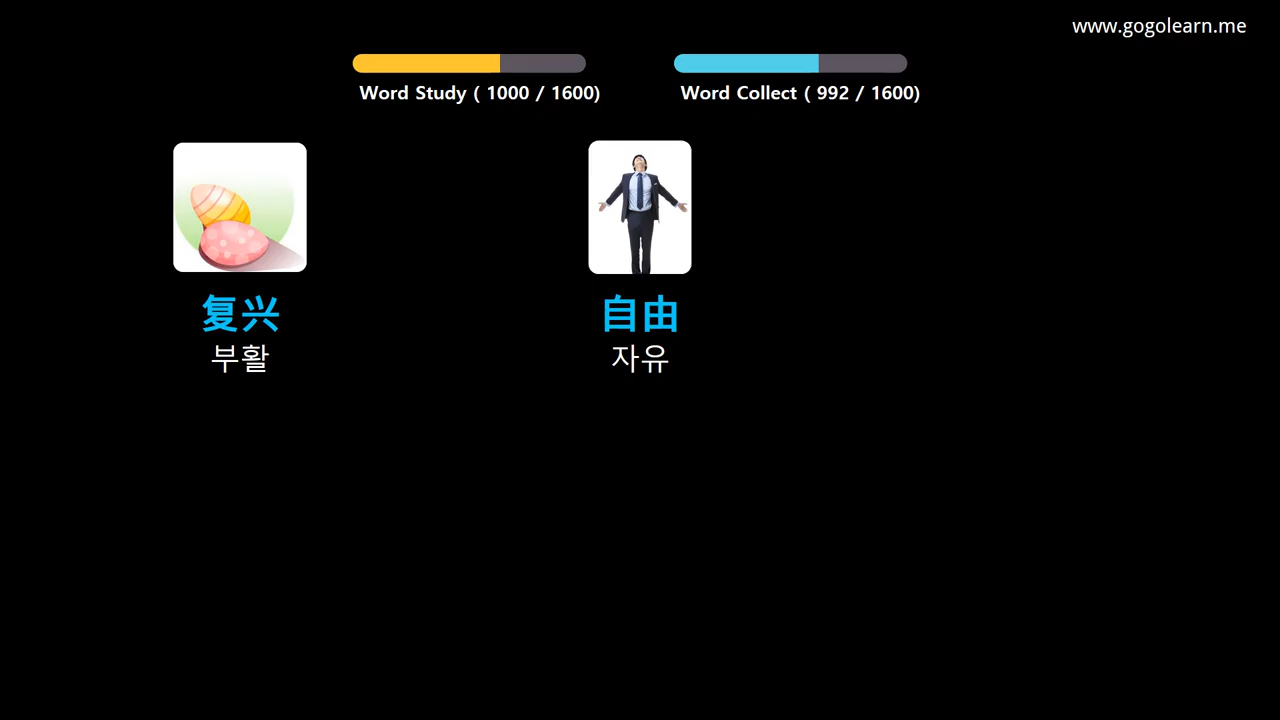 www.gogolearn.me
Word Study ( 1000 / 1600)
Word Collect ( 992 / 1600)
复兴
부활
自由
자유